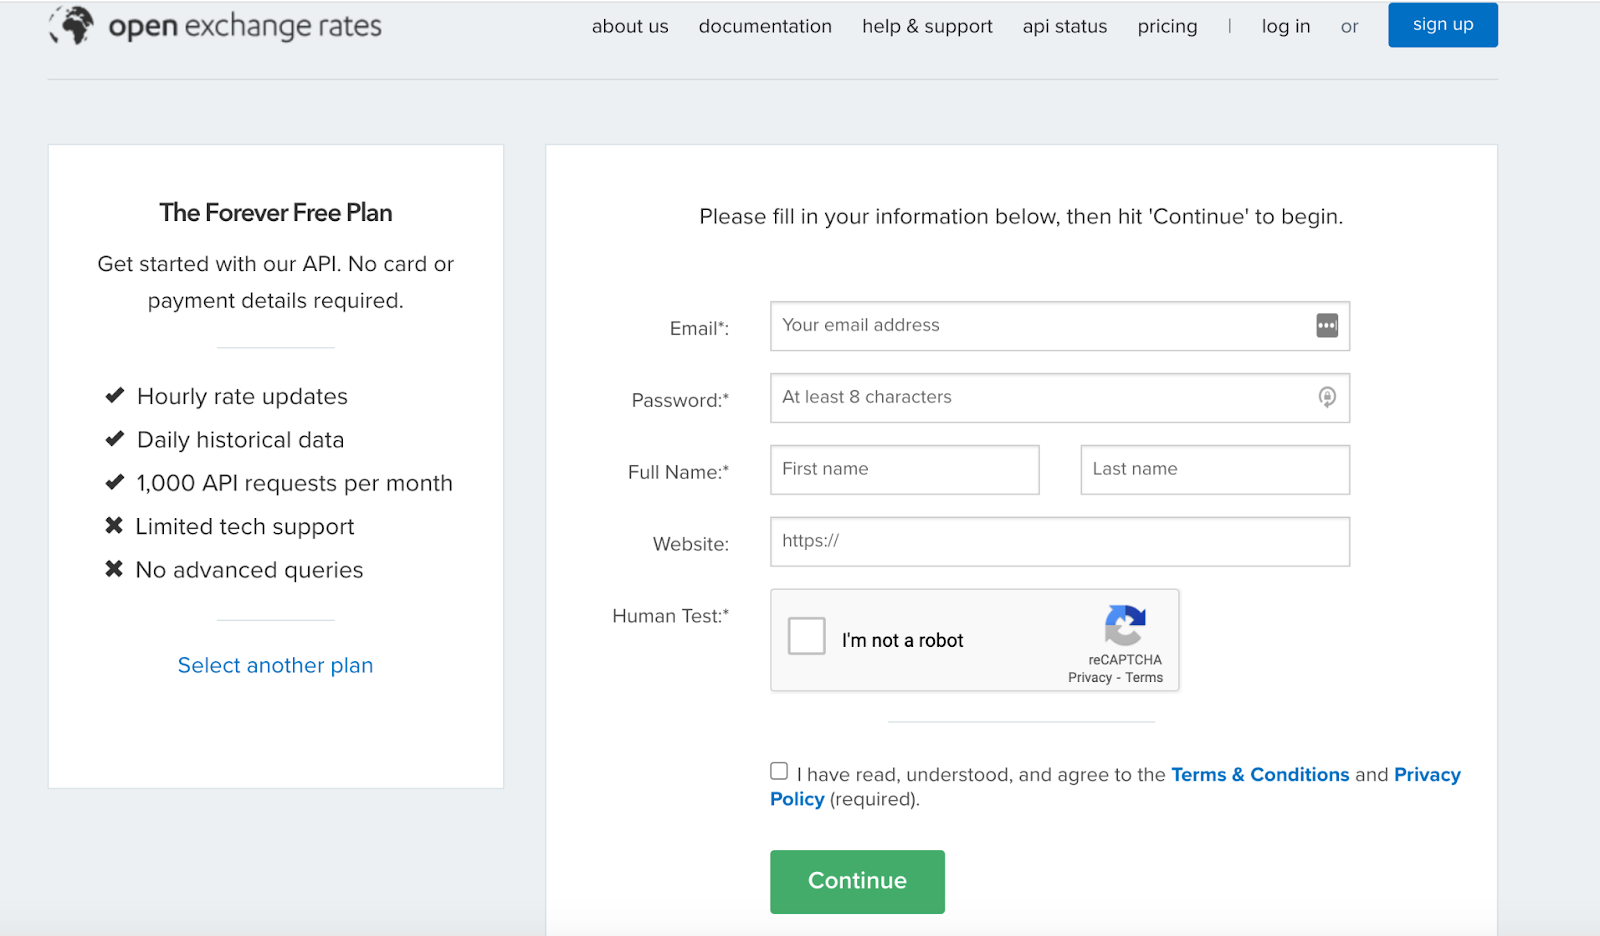 open exchange rates
about us documentation help & support api status pricing | log in or sign up
The Forever Free Plan
Get started with our API. No card or
payment details required.
✔ Hourly rate updates
✔ Daily historical data
✔ 1,000 API requests per month
✖ Limited tech support
✖ No advanced queries
Select another plan
Please fill in your information below, then hit 'Continue' to begin.
Email*: Your email address
Password:* At least 8 characters
Full Name:* First name Last name
Website: https://
Human Test:*
I'm not a robot
reCAPTCHA
Privacy - Terms
I have read, understood, and agree to the Terms & Conditions and Privacy
Policy (required).
Continue